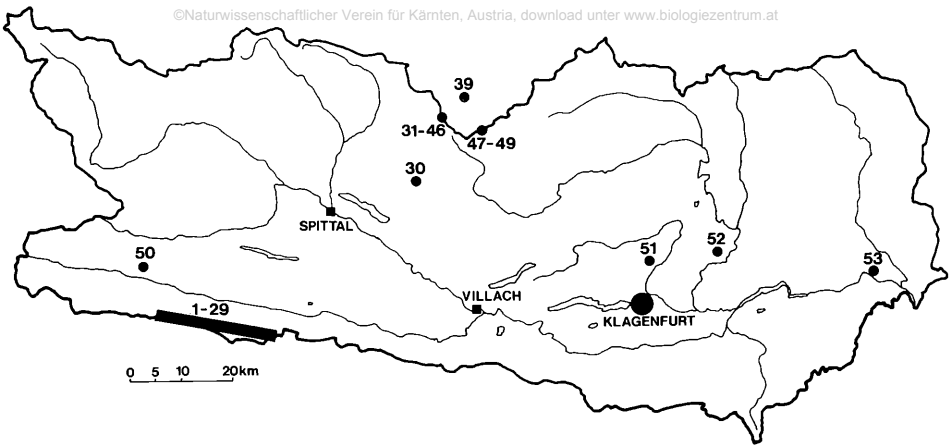 ©Naturwissenschaftlicher Verein für Kärnten, Austria, download unter www.biologiezentrum.at
39
31-46
47-49
30
SPITTAL
50
51
52
53
VILLACH
1-29
KLAGENFURT
0 5 10 20km